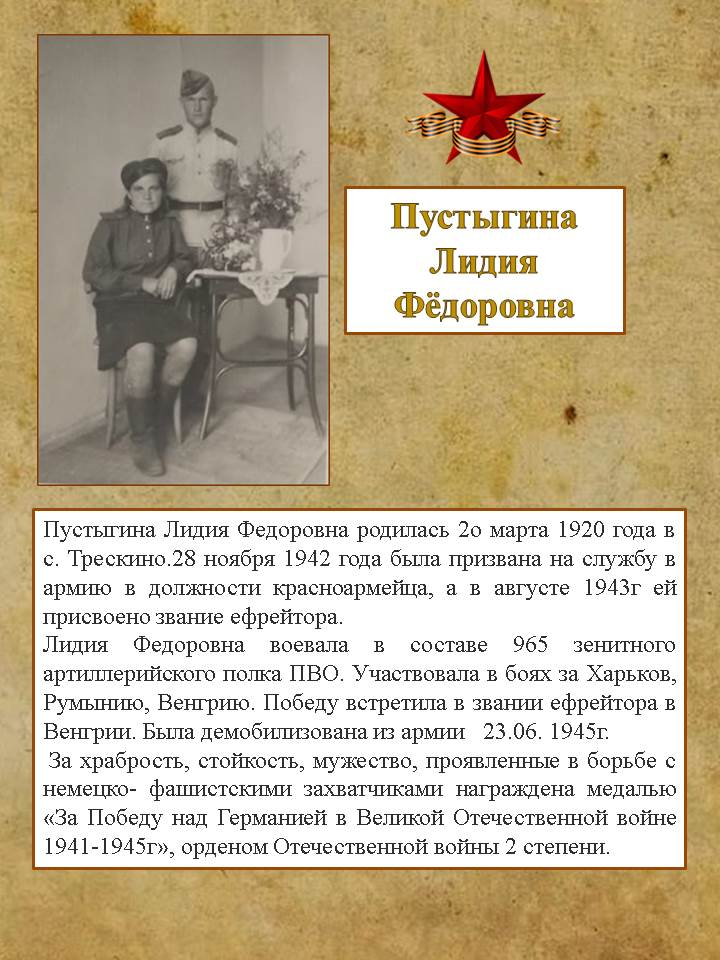 Пустыгина
Лидия
Фёдоровна
Пустыгина Лидия Федоровна родилась 2о марта 1920 года в
с. Трескино.28 ноября 1942 года была призвана на службу в
армию в должности красноармейца, а в августе 1943г ей
присвоено звание ефрейтора.
Лидия Федоровна воевала в составе 965 зенитного
артиллерийского полка ПВО. Участвовала в боях за Харьков,
Румынию, Венгрию. Победу встретила в звании ефрейтора в
Венгрии. Была демобилизована из армии 23.06. 1945г.
За храбрость, стойкость, мужество, проявленные в борьбе с
немецко- фашистскими захватчиками награждена медалью
«За Победу над Германией в Великой Отечественной войне
1941-1945г», орденом Отечественной войны 2 степени.